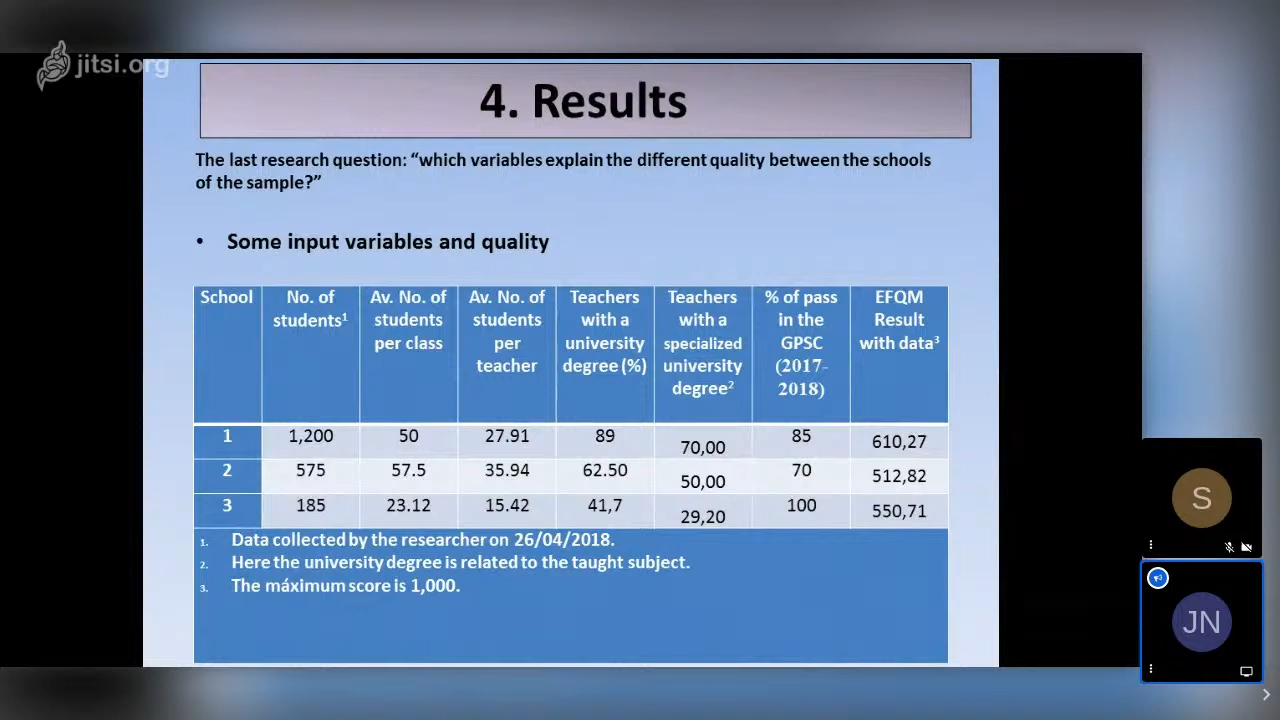 jitsi.org
4. Results
The last research question: “which variables explain the different quality between the schools
of the sample?”
• Some input variables and quality
School No. of students1 Av. No. of students per class Av. No. of students per teacher Teachers with a university degree (%) Teachers with a specialized university degree2 % of pass in the GPSC (2017-2018) EFQM Result with data3
1 1,200 50 27.91 89 70,00 85 610,27
2 575 57.5 35.94 62.50 50,00 70 512,82
3 185 23.12 15.42 41,7 29,20 100 550,71
1. Data collected by the researcher on 26/04/2018.
2. Here the university degree is related to the taught subject.
3. The máximum score is 1,000.
S
JN